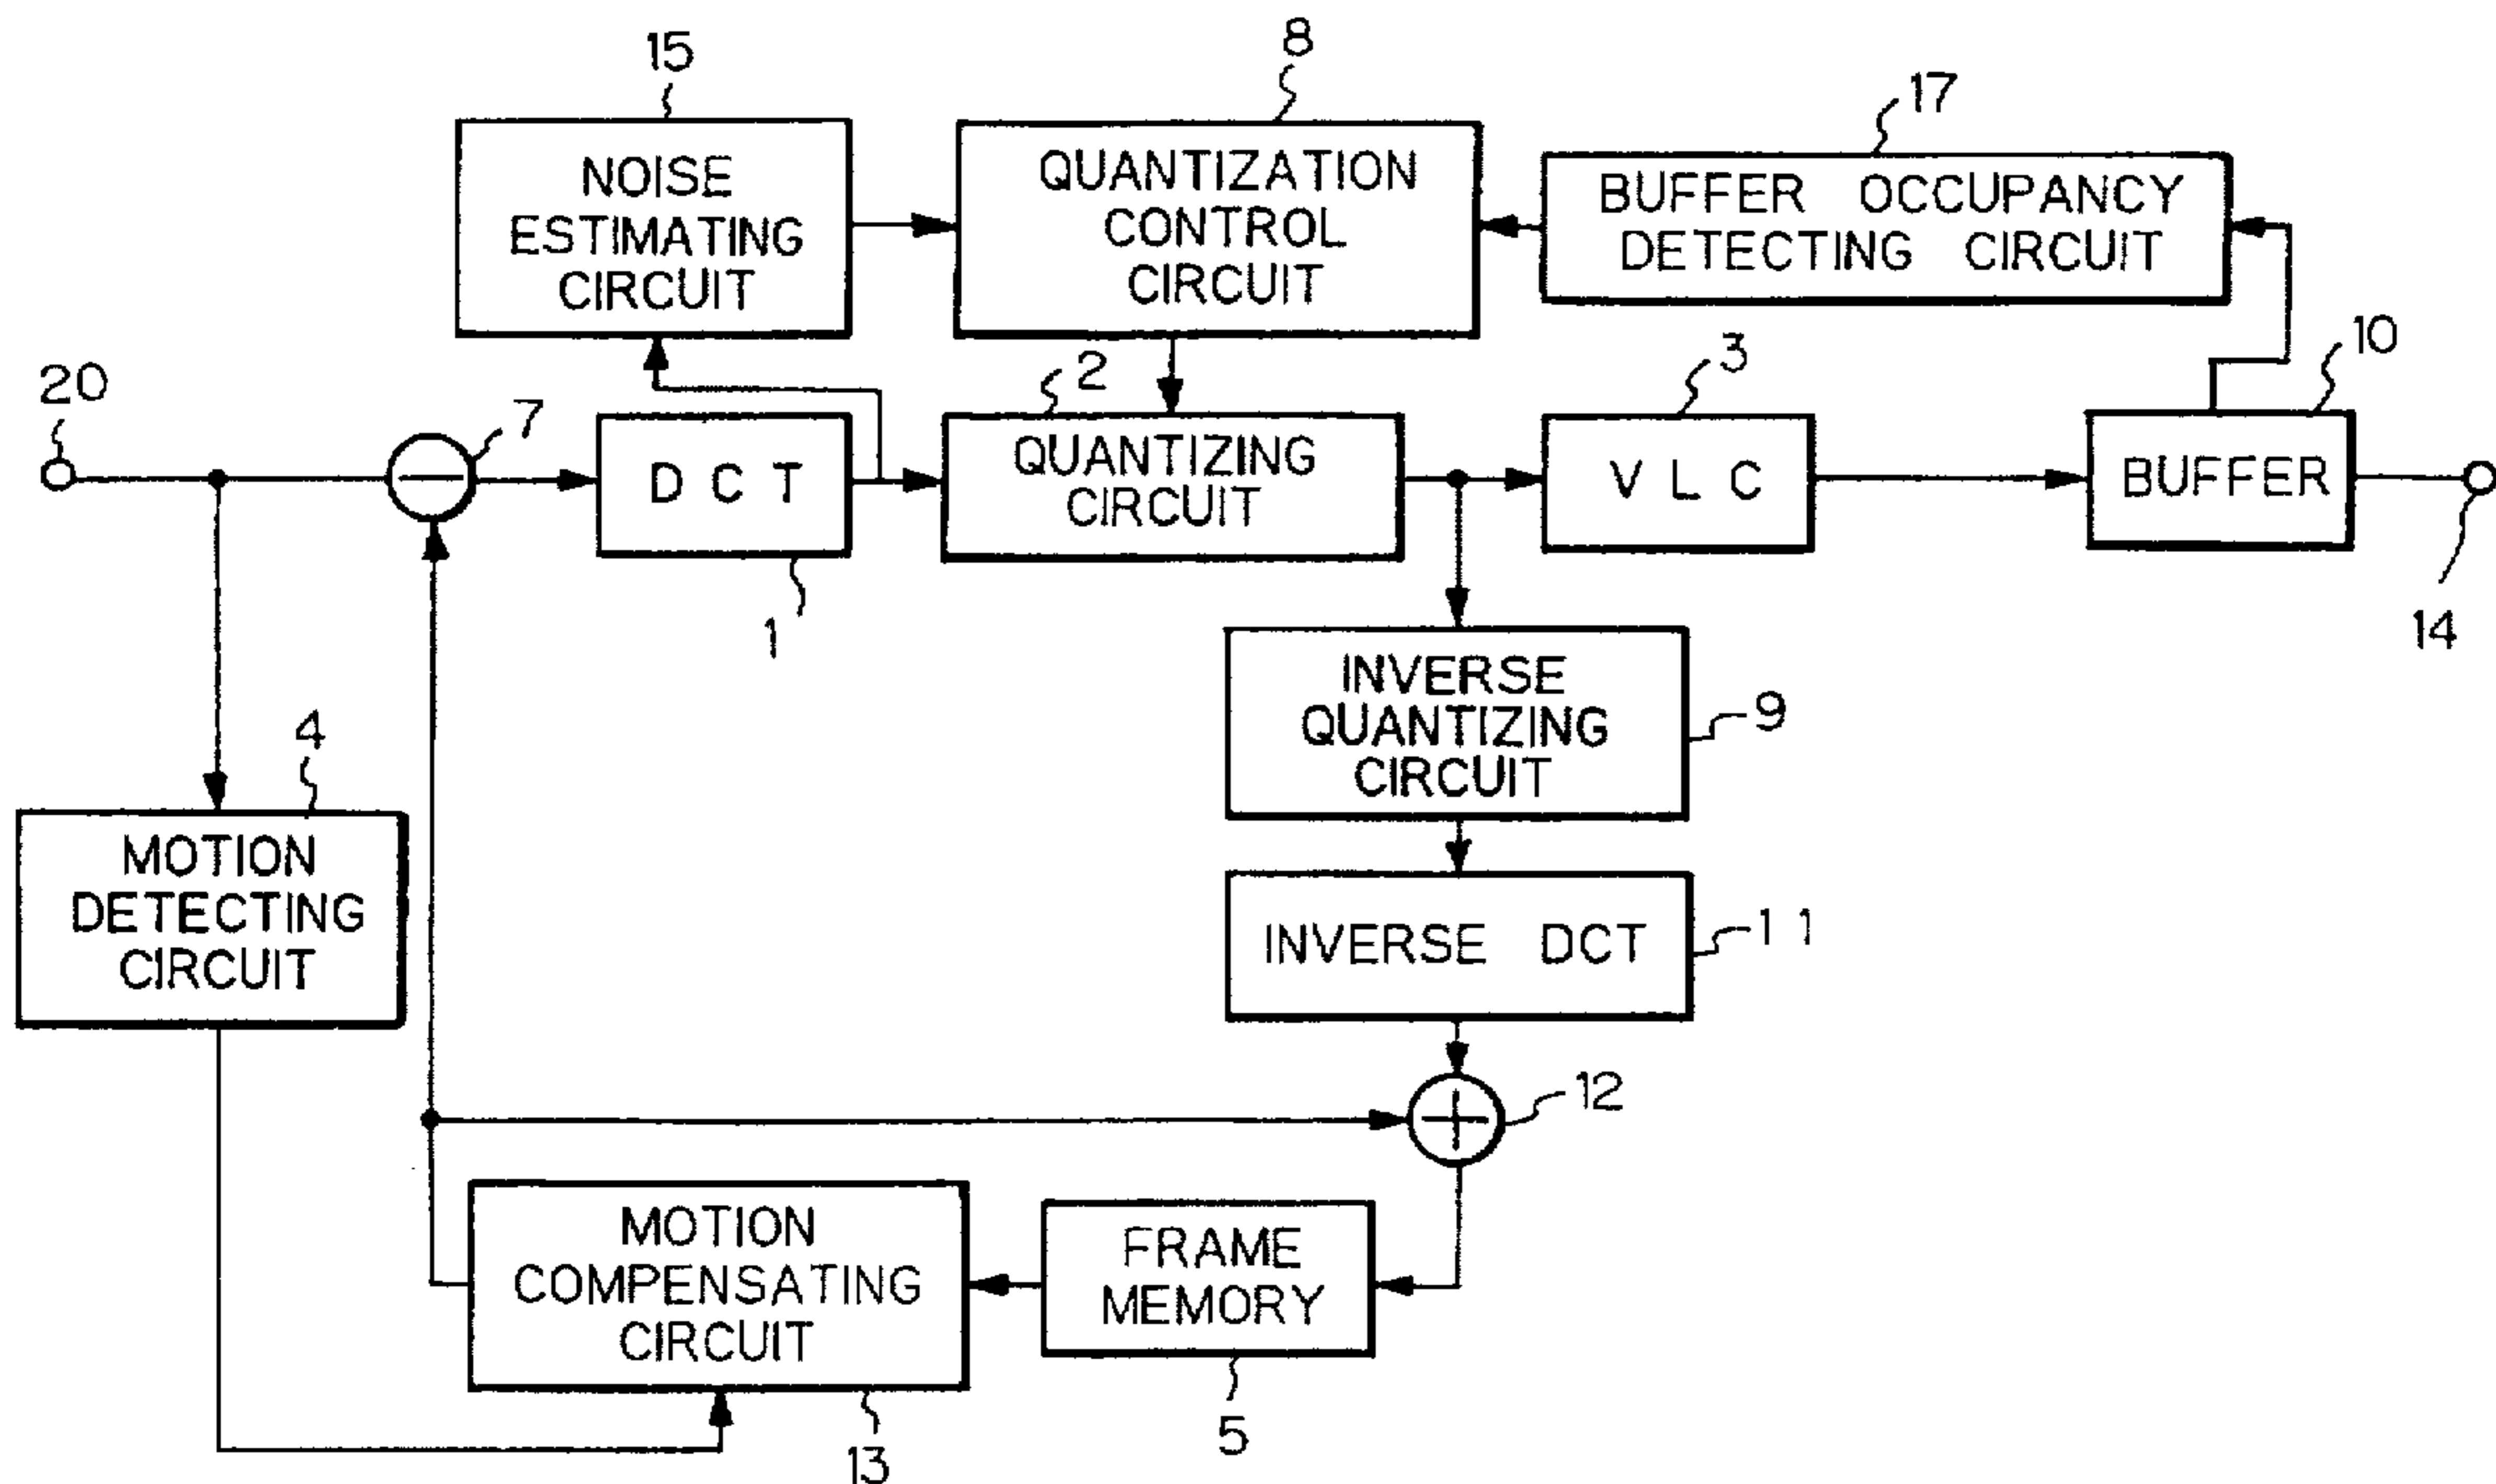 15
8
17
NOISE
ESTIMATING
CIRCUIT
QUANTIZATION
CONTROL
CIRCUIT
BUFFER OCCUPANCY
DETECTING CIRCUIT
20
7
2
3
10
D C T
QUANTIZING
CIRCUIT
V L C
BUFFER
1
14
4
INVERSE
QUANTIZING
CIRCUIT
9
MOTION
DETECTING
CIRCUIT
INVERSE DCT
11
12
MOTION
COMPENSATING
CIRCUIT
FRAME
MEMORY
5
13